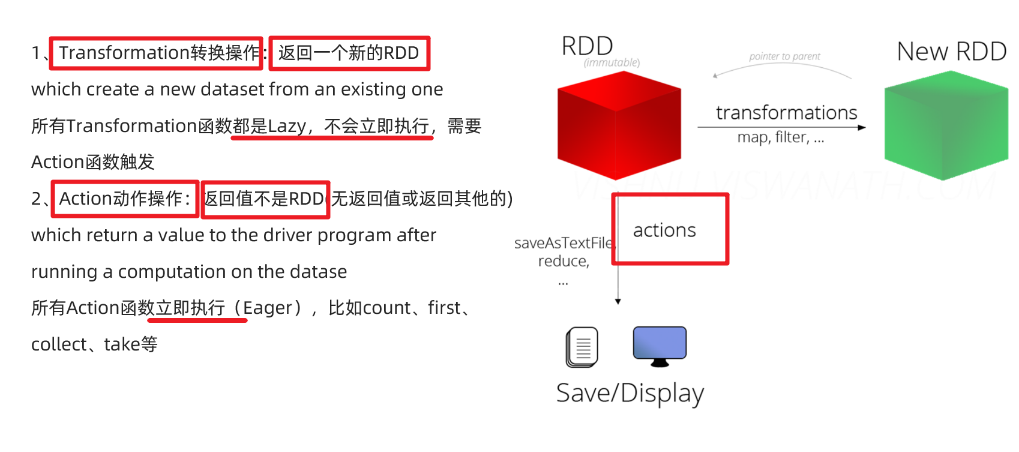 1、Transformation转换操作：返回一个新的RDD
which create a new dataset from an existing one
所有Transformation函数都是Lazy，不会立即执行，需要
Action函数触发
2、Action动作操作：返回值不是RDD(无返回值或返回其他的)
which return a value to the driver program after
running a computation on the datase
所有Action函数立即执行（Eager），比如count、first、
collect、take等
RDD
(immutable)
pointer to parent
New RDD
transformations
map, filter, ...
actions
saveAsTextFile,
reduce,
...
Save/Display